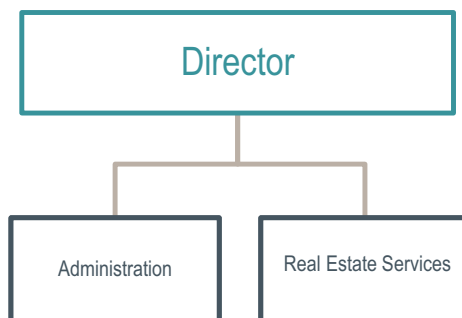 Director
Administration
Real Estate Services